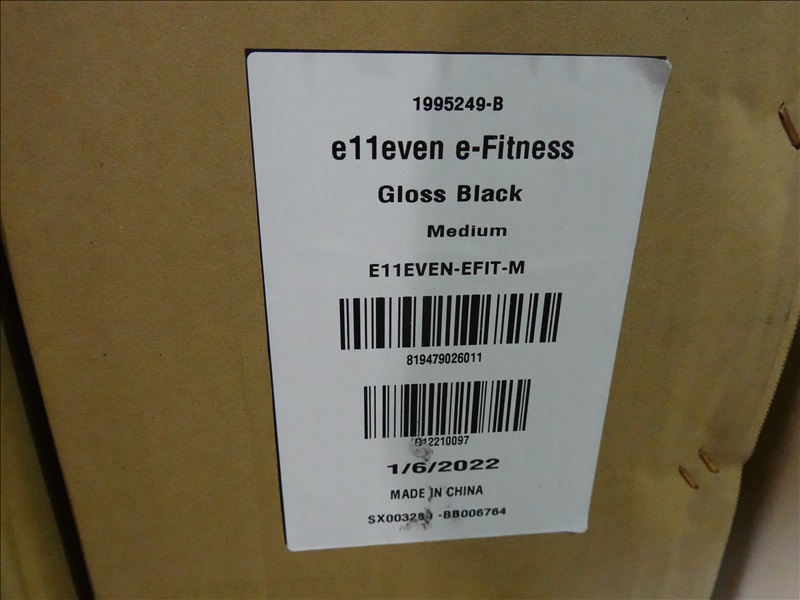 1995249-B
e11even e-Fitness
Gloss Black
Medium
E11EVEN-EFIT-M
819479026011
1/6/2022
MADE IN CHINA